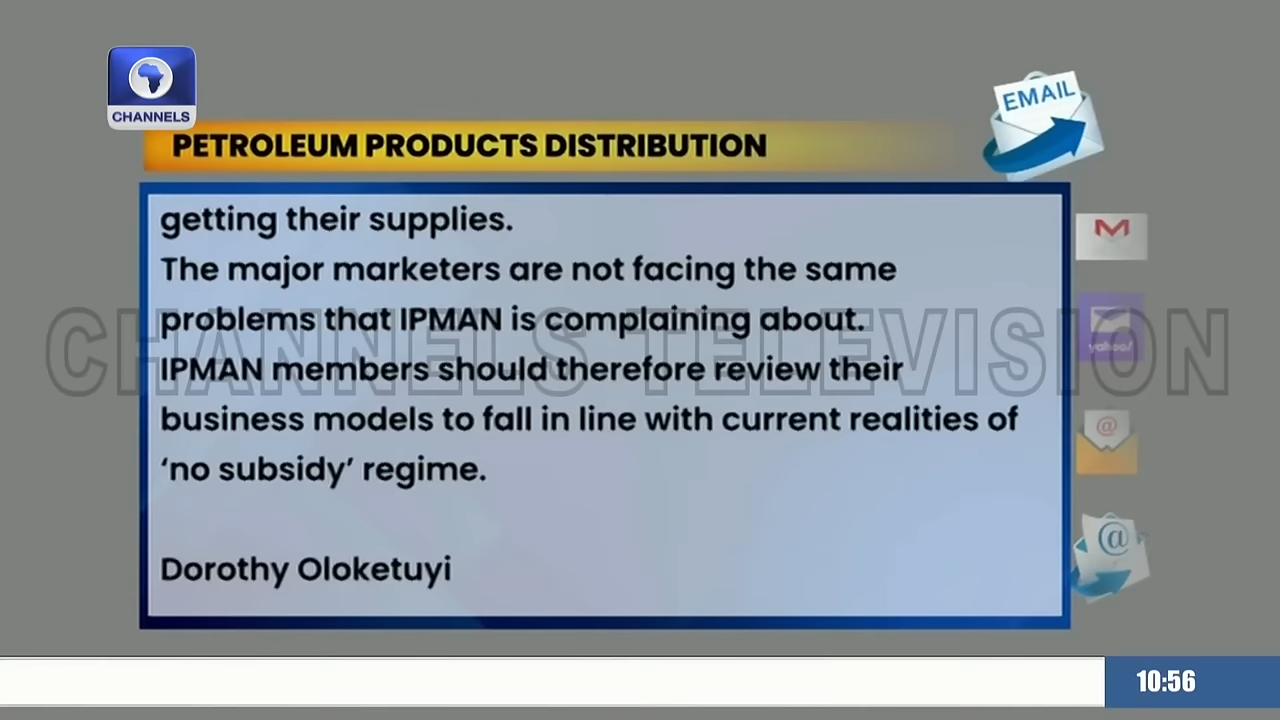 CHANNELS
EMAIL
PETROLEUM PRODUCTS DISTRIBUTION
getting their supplies.
The major marketers are not facing the same
problems that IPMAN is complaining about.
IPMAN members should therefore review their
business models to fall in line with current realities of
‘no subsidy’ regime.
Dorothy Oloketuyi
CHANNELS TELEVISION
yahoo!
@
@
10:56